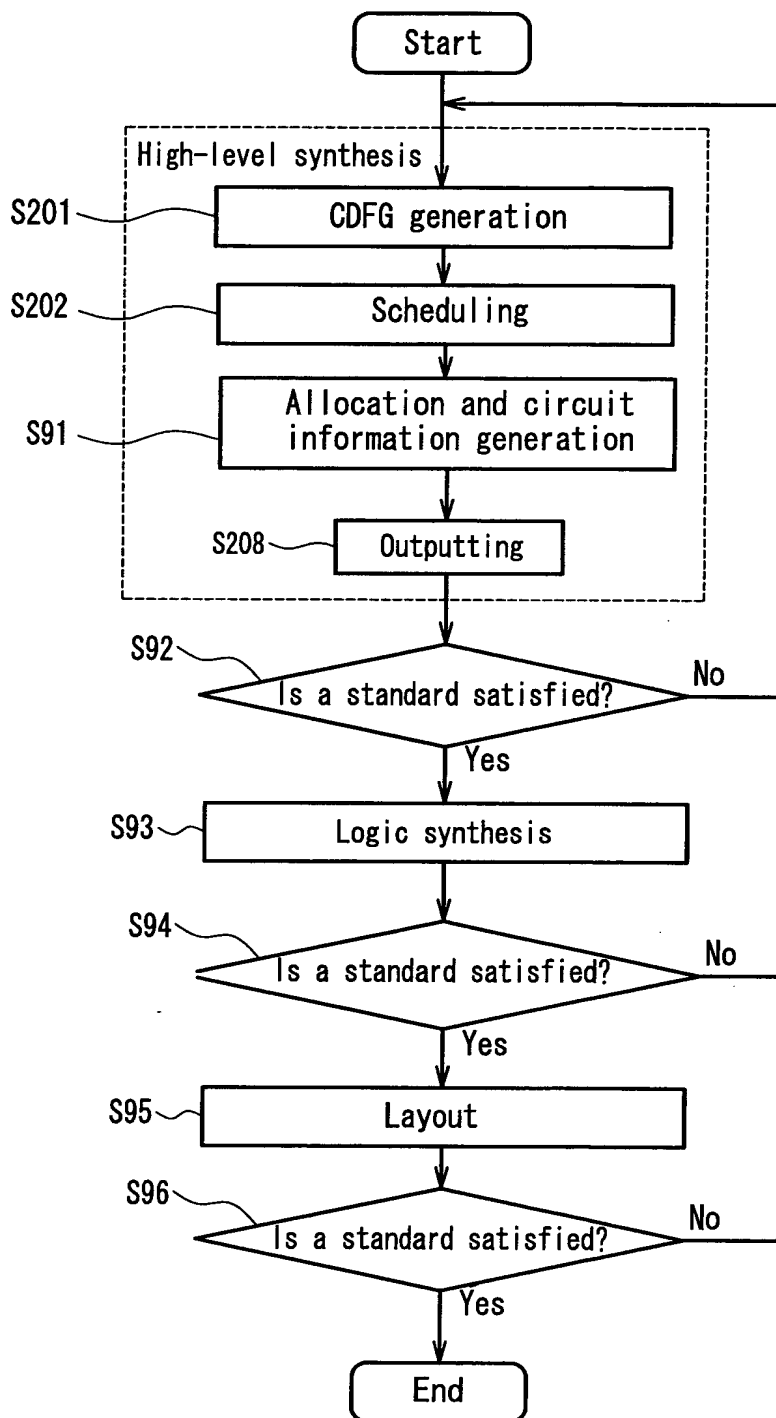 Start
High-level synthesis
S201
CDFG generation
S202
Scheduling
S91
Allocation and circuit
information generation
S208
Outputting
S92
Is a standard satisfied?
No
Yes
S93
Logic synthesis
S94
Is a standard satisfied?
No
Yes
S95
Layout
S96
Is a standard satisfied?
No
Yes
End